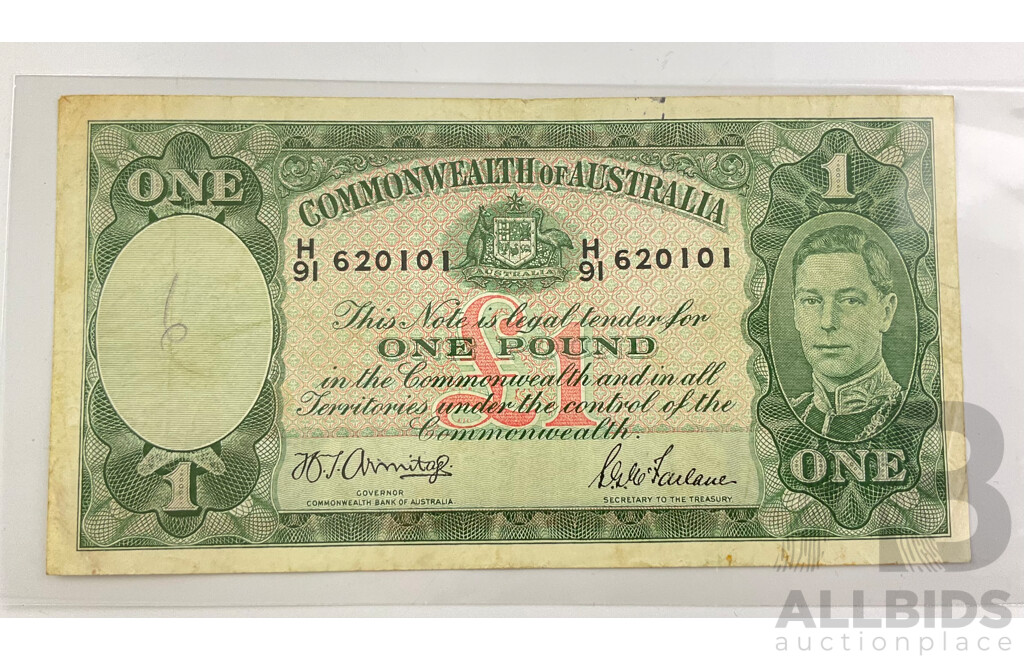 ONE
1
COMMONWEALTH OF AUSTRALIA
H
91 620101
AUSTRALIA
H
91 620101
This Note is legal tender for
£1
ONE POUND
in the Commonwealth and in all
Territories under the control of the
Commonwealth.
H.T. Armitage.
GOVERNOR
COMMONWEALTH BANK OF AUSTRALIA.
S.G. McFarlane
SECRETARY TO THE TREASURY.
1
ONE
B
ALLBIDS
auctionplace